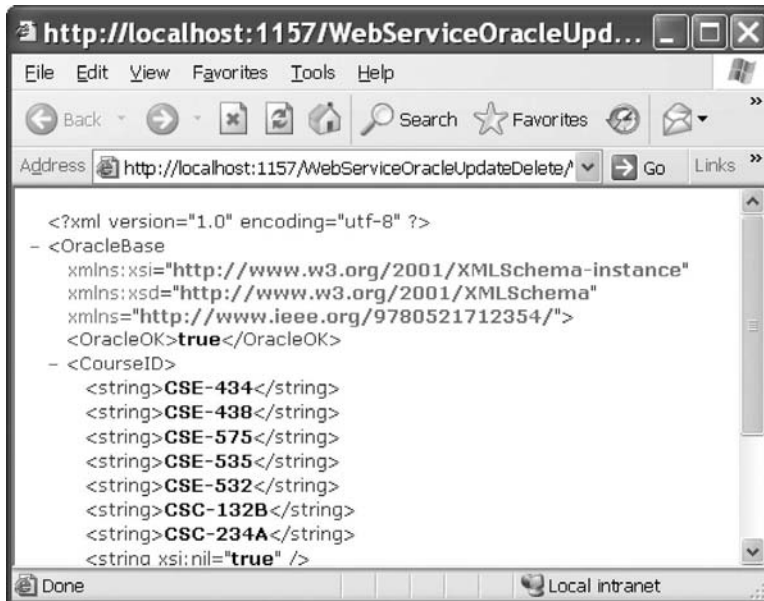 http://localhost:1157/WebServiceOracleUpd...
File Edit View Favorites Tools Help
Back Search Favorites
Address http://localhost:1157/WebServiceOracleUpdateDelete/ Go Links »
<?xml version="1.0" encoding="utf-8" ?>
– <OracleBase
xmlns:xsi="http://www.w3.org/2001/XMLSchema-instance"
xmlns:xsd="http://www.w3.org/2001/XMLSchema"
xmlns="http://www.ieee.org/9780521712354/">
<OracleOK>true</OracleOK>
– <CourseID>
<string>CSE-434</string>
<string>CSE-438</string>
<string>CSE-575</string>
<string>CSE-535</string>
<string>CSE-532</string>
<string>CSC-132B</string>
<string>CSC-234A</string>
<string xsi:nil="true" />
Done Local intranet